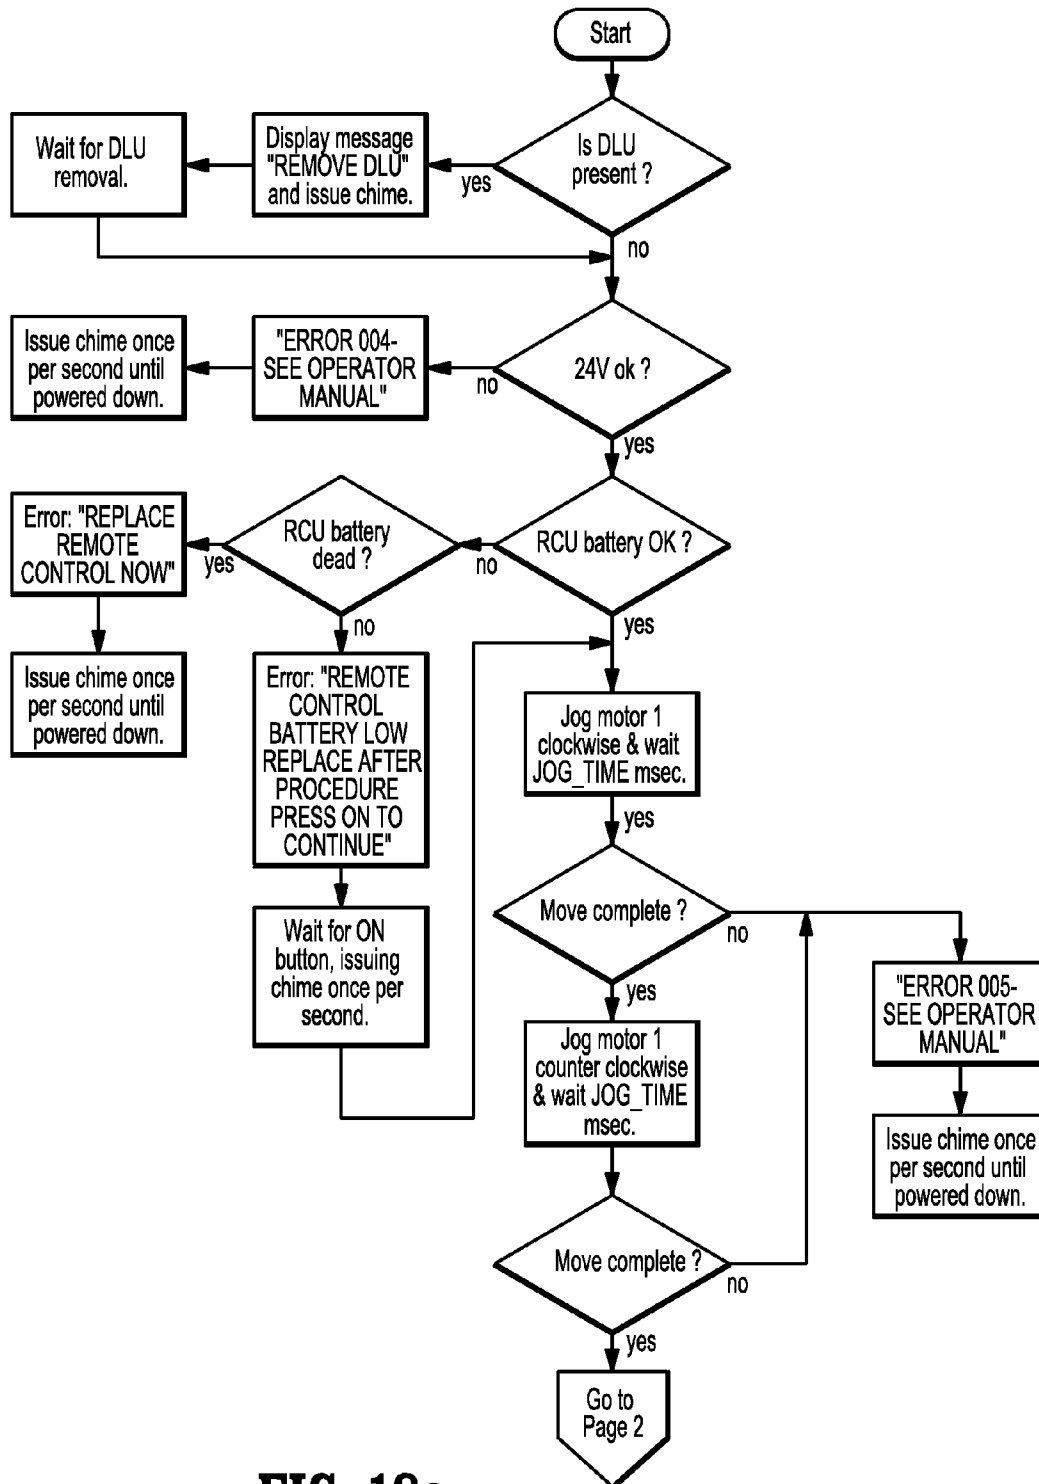 Start
Is DLU
present ?
yes
no
Display message
"REMOVE DLU"
and issue chime.
Wait for DLU
removal.
24V ok ?
no
yes
"ERROR 004-
SEE OPERATOR
MANUAL"
Issue chime once
per second until
powered down.
RCU battery OK ?
no
yes
RCU battery
dead ?
yes
no
Error: "REPLACE
REMOTE
CONTROL NOW"
Issue chime once
per second until
powered down.
Error: "REMOTE
CONTROL
BATTERY LOW
REPLACE AFTER
PROCEDURE
PRESS ON TO
CONTINUE"
Wait for ON
button, issuing
chime once per
second.
Jog motor 1
clockwise & wait
JOG_TIME msec.
yes
Move complete ?
no
yes
"ERROR 005-
SEE OPERATOR
MANUAL"
Issue chime once
per second until
powered down.
Jog motor 1
counter clockwise
& wait JOG_TIME
msec.
Move complete ?
no
yes
Go to
Page 2